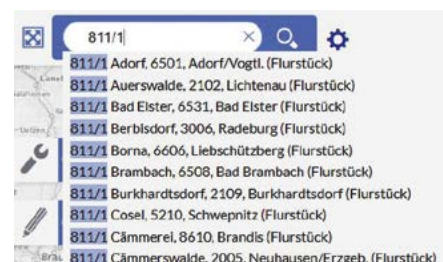 811/1
811/1 Adorf, 6501, Adorf/Vogtl. (Flurstück)
811/1 Auerswalde, 2102, Lichtenau (Flurstück)
811/1 Bad Elster, 6531, Bad Elster (Flurstück)
811/1 Berbisdorf, 3006, Radeburg (Flurstück)
811/1 Borna, 6606, Liebschützberg (Flurstück)
811/1 Brambach, 6508, Bad Brambach (Flurstück)
811/1 Burkhardtsdorf, 2109, Burkhardtsdorf (Flurstück)
811/1 Cosel, 5210, Schwepnitz (Flurstück)
811/1 Cämmerei, 8610, Brandis (Flurstück)
811/1 Cämmerswalde, 2005, Neuhausen/Erzgeb. (Flurstück)